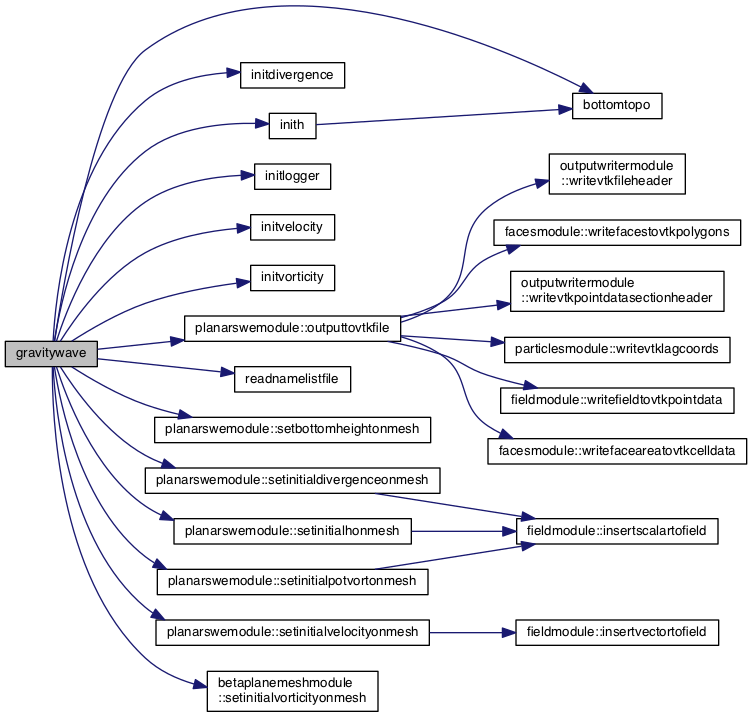 gravitywave
bottomtopo
initdivergence
inith
initlogger
initvelocity
initvorticity
planarswemodule::outputtovtkfile
outputwritermodule
::writevtkfileheader
facesmodule::writefacestovtkpolygons
outputwritermodule
::writevtkpointdatasectionheader
particlesmodule::writevtklagcoords
fieldmodule::writefieldtovtkpointdata
facesmodule::writefaceareatovtkcelldata
readnamelistfile
planarswemodule::setbottomheightonmesh
planarswemodule::setinitialdivergenceonmesh
planarswemodule::setinitialhonmesh
fieldmodule::insertscalartofield
planarswemodule::setinitialpotvortonmesh
planarswemodule::setinitialvelocityonmesh
fieldmodule::insertvectortofield
betaplanemeshmodule
::setinitialvorticityonmesh